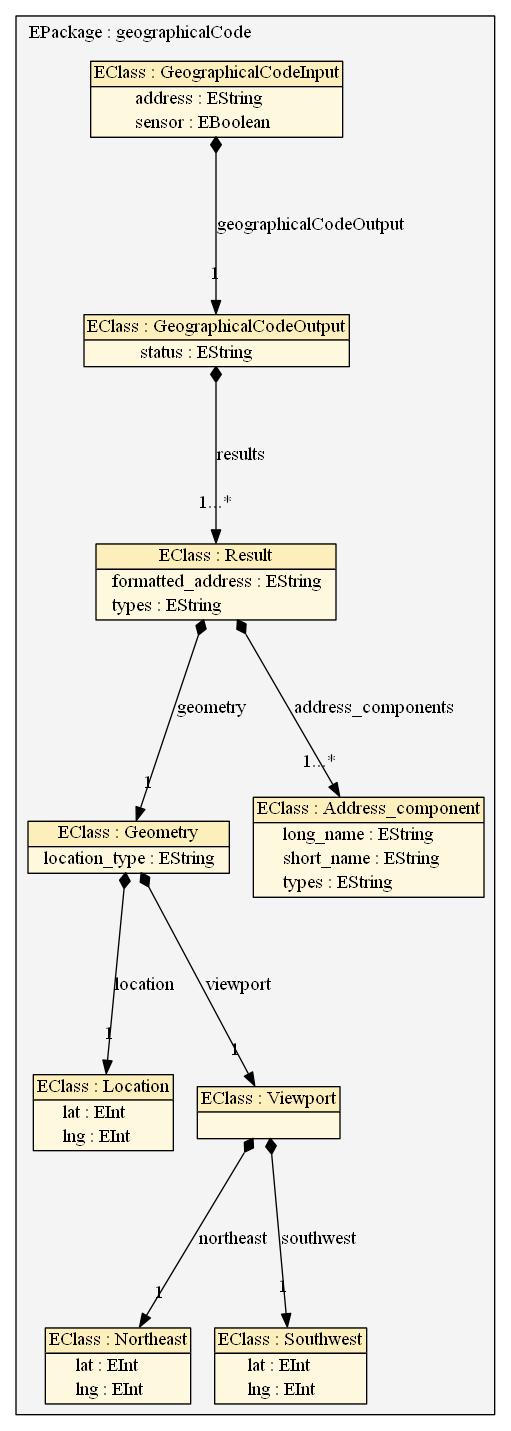 EPackage : geographicalCode
EClass : GeographicalCodeInput
address : EString
sensor : EBoolean
geographicalCodeOutput
1
EClass : GeographicalCodeOutput
status : EString
results
1...*
EClass : Result
formatted_address : EString
types : EString
geometry
address_components
1...*
1
EClass : Geometry
location_type : EString
EClass : Address_component
long_name : EString
short_name : EString
types : EString
location
viewport
1
1
EClass : Location
lat : EInt
lng : EInt
EClass : Viewport
northeast
southwest
1
1
EClass : Northeast
lat : EInt
lng : EInt
EClass : Southwest
lat : EInt
lng : EInt